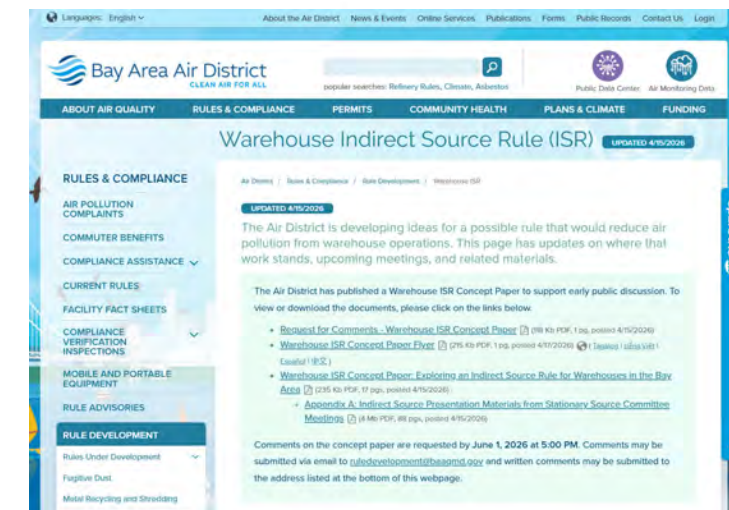 Languages: English
About the Air District News & Events Online Services Publications Forms Public Records Contact Us Login
Bay Area Air District
CLEAN AIR FOR ALL
popular searches: Refinery Rules, Climate, Asbestos
Public Data Center Air Monitoring Data
ABOUT AIR QUALITY RULES & COMPLIANCE PERMITS COMMUNITY HEALTH PLANS & CLIMATE FUNDING
Warehouse Indirect Source Rule (ISR) UPDATED 4/15/2026
RULES & COMPLIANCE
AIR POLLUTION
COMPLAINTS
COMMUTER BENEFITS
COMPLIANCE ASSISTANCE
CURRENT RULES
FACILITY FACT SHEETS
COMPLIANCE
VERIFICATION
INSPECTIONS
MOBILE AND PORTABLE
EQUIPMENT
RULE ADVISORIES
RULE DEVELOPMENT
Rules Under Development
Fugitive Dust
Metal Recycling and Shredding
Air District / Rules & Compliance / Rule Development / Warehouse ISR
UPDATED 4/15/2026
The Air District is developing ideas for a possible rule that would reduce air
pollution from warehouse operations. This page has updates on where that
work stands, upcoming meetings, and related materials.
The Air District has published a Warehouse ISR Concept Paper to support early public discussion. To
view or download the documents, please click on the links below.
• Request for Comments - Warehouse ISR Concept Paper (118 Kb PDF, 1 pg, posted 4/15/2026)
• Warehouse ISR Concept Paper Flyer (215 Kb PDF, 1 pg, posted 4/17/2026) ( Tagalog | tiếng Việt |
Español | 中文 )
• Warehouse ISR Concept Paper: Exploring an Indirect Source Rule for Warehouses in the Bay
Area (235 Kb PDF, 17 pgs, posted 4/15/2026)
• Appendix A: Indirect Source Presentation Materials from Stationary Source Committee
Meetings (8 Mb PDF, 88 pgs, posted 4/15/2026)
Comments on the concept paper are requested by June 1, 2026 at 5:00 PM. Comments may be
submitted via email to ruledevelopment@baaqmd.gov and written comments may be submitted to
the address listed at the bottom of this webpage.